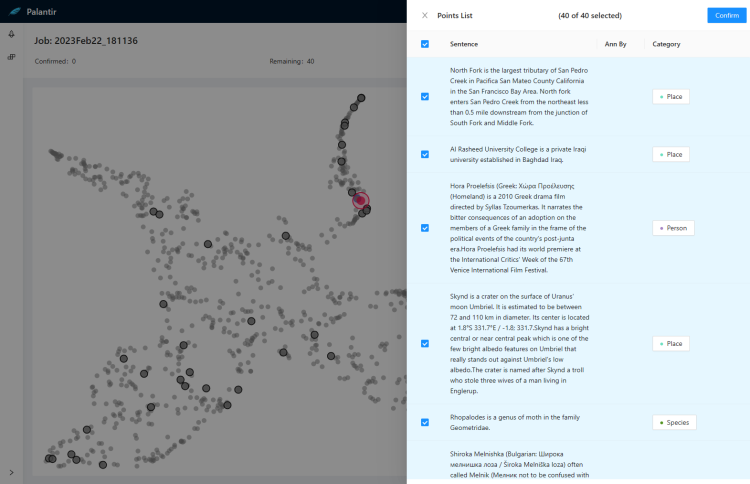 Palantir
Job: 2023Feb22_181136
Confirmed: 0
Remaining: 40
Points List
(40 of 40 selected)
Confirm
Sentence
Ann By
Category
North Fork is the largest tributary of San Pedro
Creek in Pacifica San Mateo County California
in the San Francisco Bay Area. North fork
enters San Pedro Creek from the northeast less
than 0.5 mile downstream from the junction of
South Fork and Middle Fork.
Place
Al Rasheed University College is a private Iraqi
university established in Baghdad Iraq.
Place
Hora Proelefsis (Greek: Χώρα Προέλευσης
(Homeland) is a 2010 Greek drama film
directed by Syllas Tzoumerkas. It narrates the
bitter consequences of an adoption on the
members of a Greek family in the frame of the
political events of the country's post-junta
era.Hora Proelefsis had its world premiere at
the International Critics' Week of the 67th
Venice International Film Festival.
Person
Skynd is a crater on the surface of Uranus'
moon Umbriel. It is estimated to be between
72 and 110 km in diameter. Its center is located
at 1.8°S 331.7°E / -1.8; 331.7.Skynd has a bright
central or near central peak which is one of the
few bright albedo features on Umbriel that
really stands out against Umbriel's low
albedo.The crater is named after Skynd a troll
who stole three wives of a man living in
Englerup.
Place
Rhopalodes is a genus of moth in the family
Geometridae.
Species
Shiroka Melnishka (Bulgarian: Широка
мелнишка лоза / Široka Melniška loza) often
called Melnik (Мелник not to be confused with